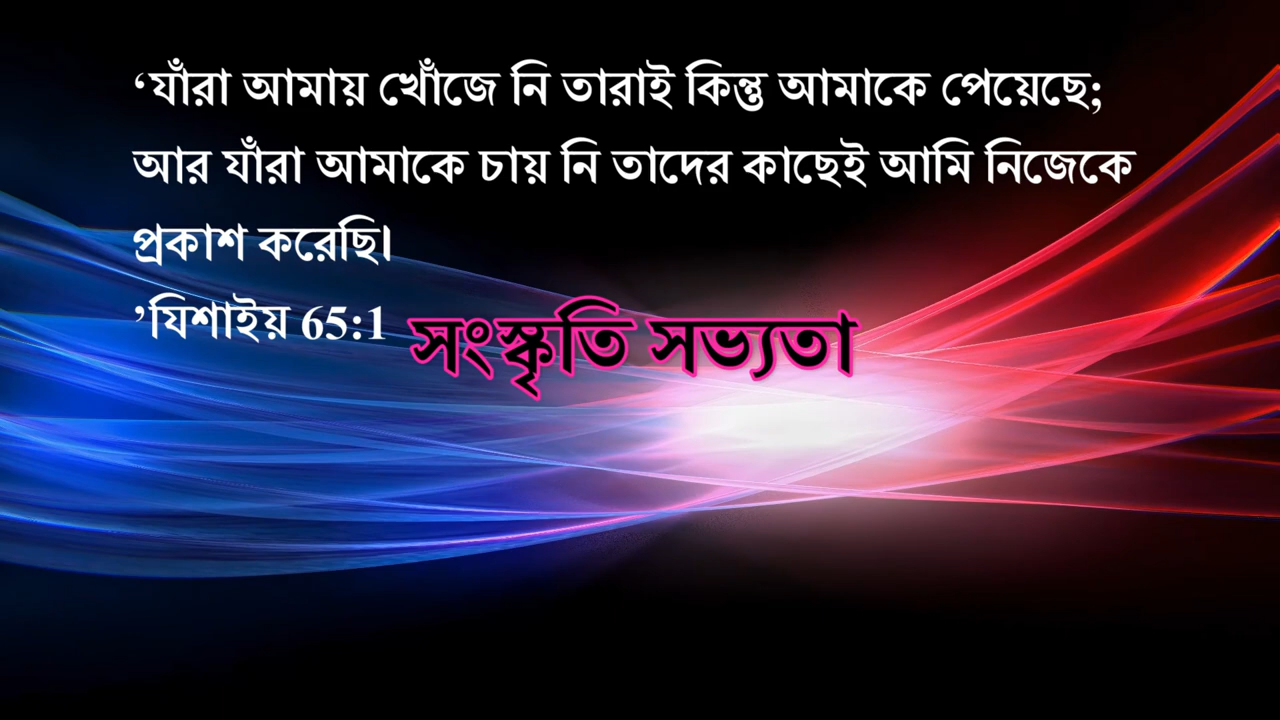 ‘যাঁরা আমায় খোঁজে নি তারাই কিন্তু আমাকে পেয়েছে;
আর যাঁরা আমাকে চায় নি তাদের কাছেই আমি নিজেকে
প্রকাশ করেছি।
’যিশাইয় 65:1
সংস্কৃতি সভ্যতা